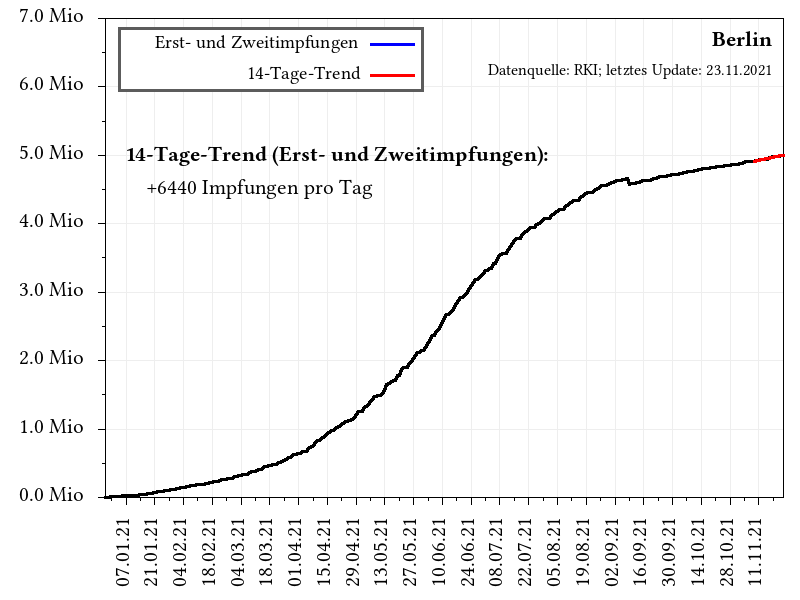 7.0 Mio
6.0 Mio
5.0 Mio
4.0 Mio
3.0 Mio
2.0 Mio
1.0 Mio
0.0 Mio
Erst- und Zweitimpfungen
14-Tage-Trend
Berlin
Datenquelle: RKI; letztes Update: 23.11.2021
14-Tage-Trend (Erst- und Zweitimpfungen):
+6440 Impfungen pro Tag
07.01.21
21.01.21
04.02.21
18.02.21
04.03.21
18.03.21
01.04.21
15.04.21
29.04.21
13.05.21
27.05.21
10.06.21
24.06.21
08.07.21
22.07.21
05.08.21
19.08.21
02.09.21
16.09.21
30.09.21
14.10.21
28.10.21
11.11.21